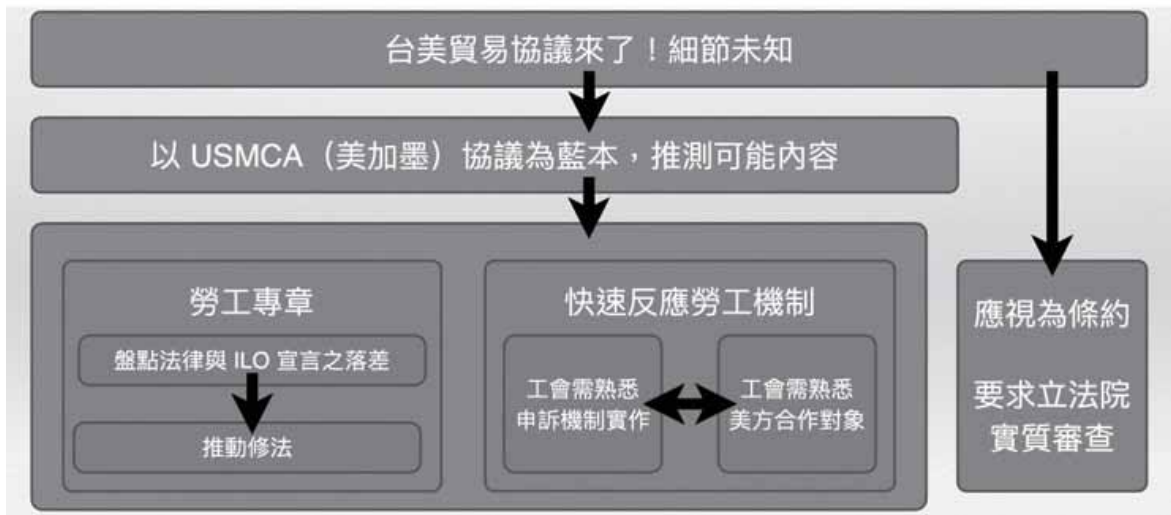 台美貿易協議來了！細節未知
以 USMCA（美加墨）協議為藍本，推測可能內容
勞工專章
盤點法律與 ILO 宣言之落差
推動修法
快速反應勞工機制
工會需熟悉
申訴機制實作
工會需熟悉
美方合作對象
應視為條約
要求立法院
實質審查